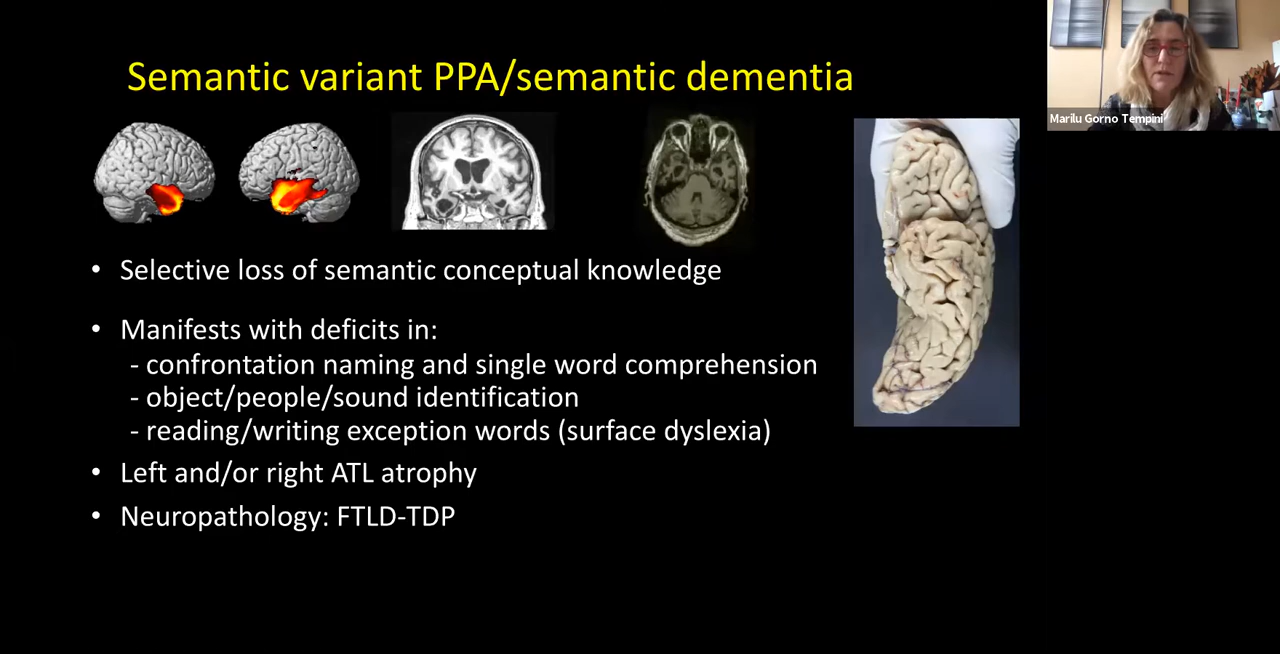 Semantic variant PPA/semantic dementia
Marilu Gorno Tempini
• Selective loss of semantic conceptual knowledge
• Manifests with deficits in:
- confrontation naming and single word comprehension
- object/people/sound identification
- reading/writing exception words (surface dyslexia)
• Left and/or right ATL atrophy
• Neuropathology: FTLD-TDP